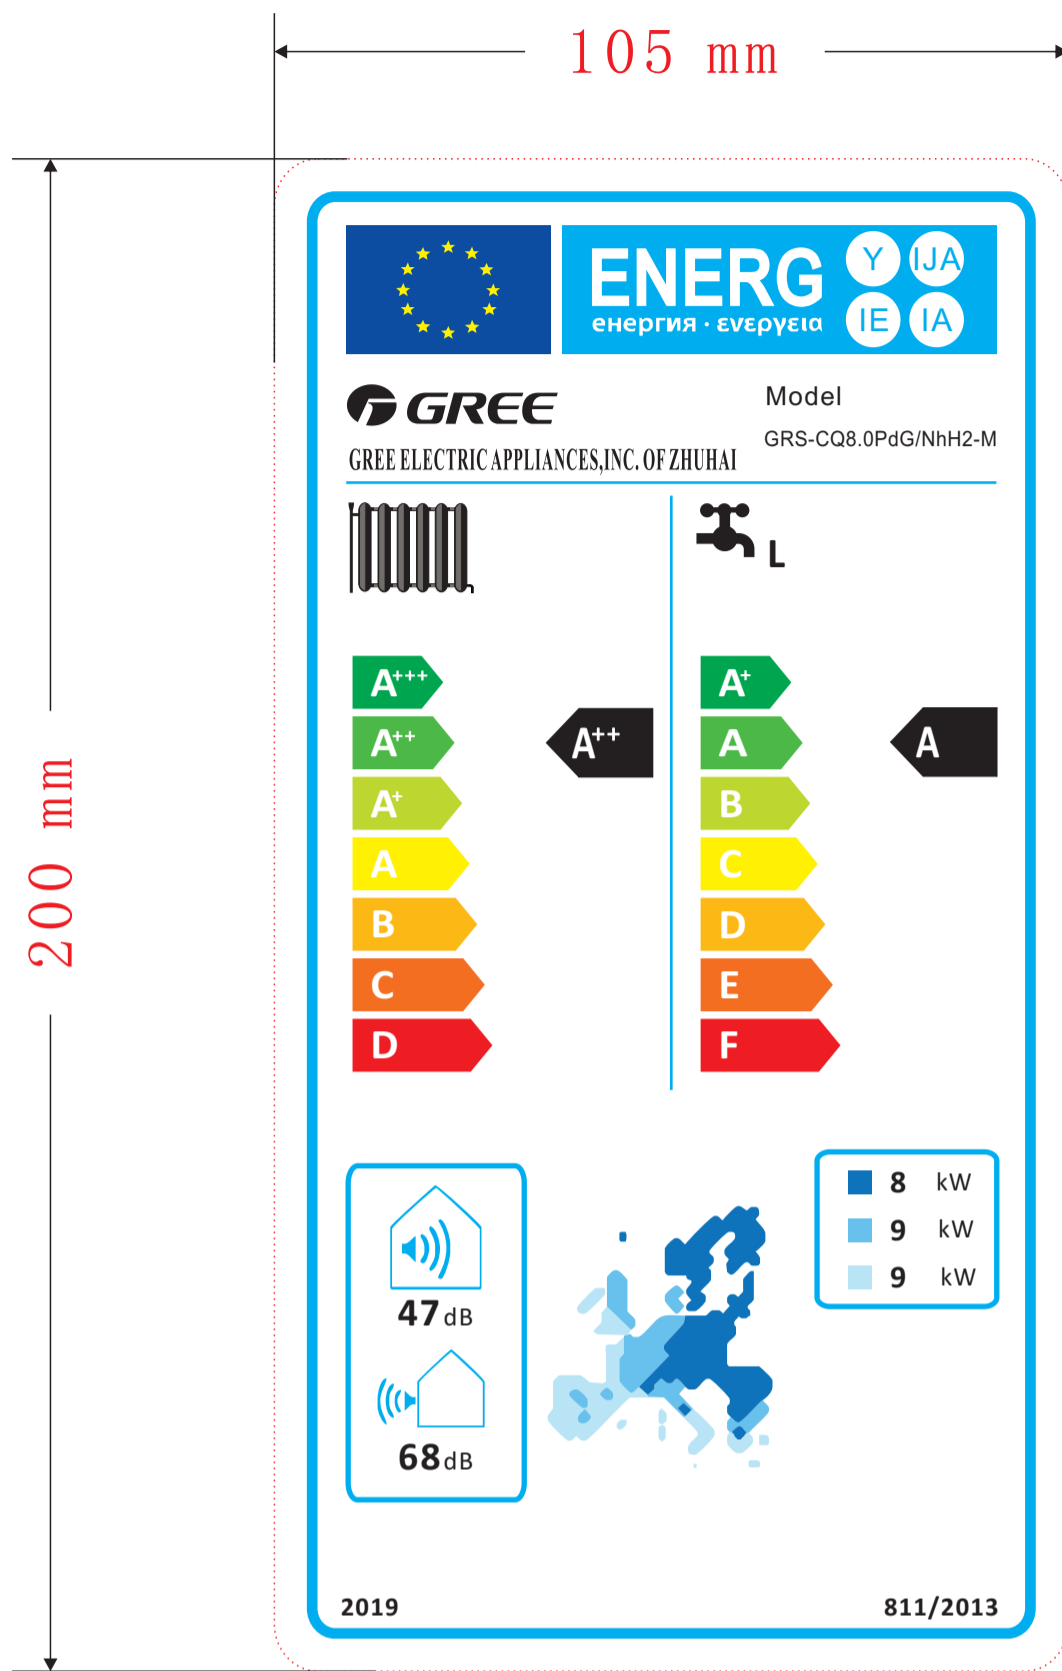 105 mm
200 mm
ENERG
Y
IJA
IE
IA
енергия · ενεργεια
GREE
GREE ELECTRIC APPLIANCES,INC. OF ZHUHAI
Model
GRS-CQ8.0PdG/NhH2-M
L
A+++
A++
A+
A
B
C
D
A++
A+
A
B
C
D
E
F
A
47 dB
68 dB
8 kW
9 kW
9 kW
2019
811/2013